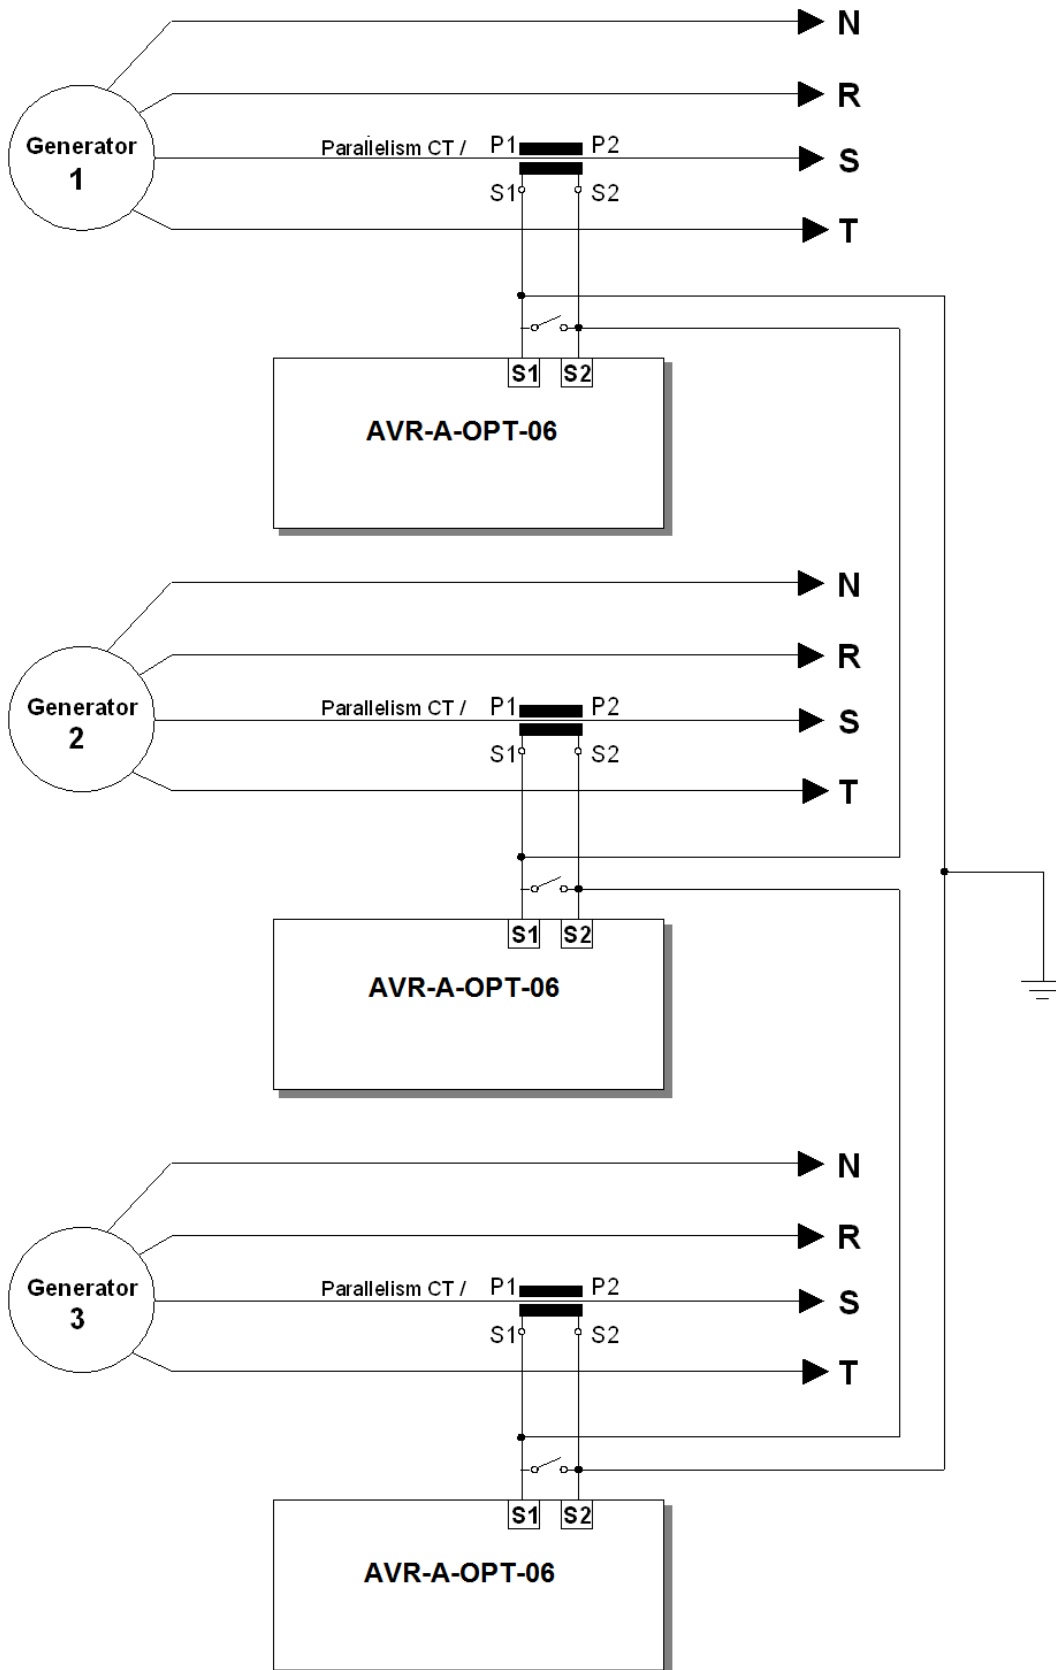 N
R
Generator
1
Parallelism CT /
P1
P2
S
S1
S2
T
S1
S2
AVR-A-OPT-06
N
R
Generator
2
Parallelism CT /
P1
P2
S
S1
S2
T
S1
S2
AVR-A-OPT-06
N
R
Generator
3
Parallelism CT /
P1
P2
S
S1
S2
T
S1
S2
AVR-A-OPT-06